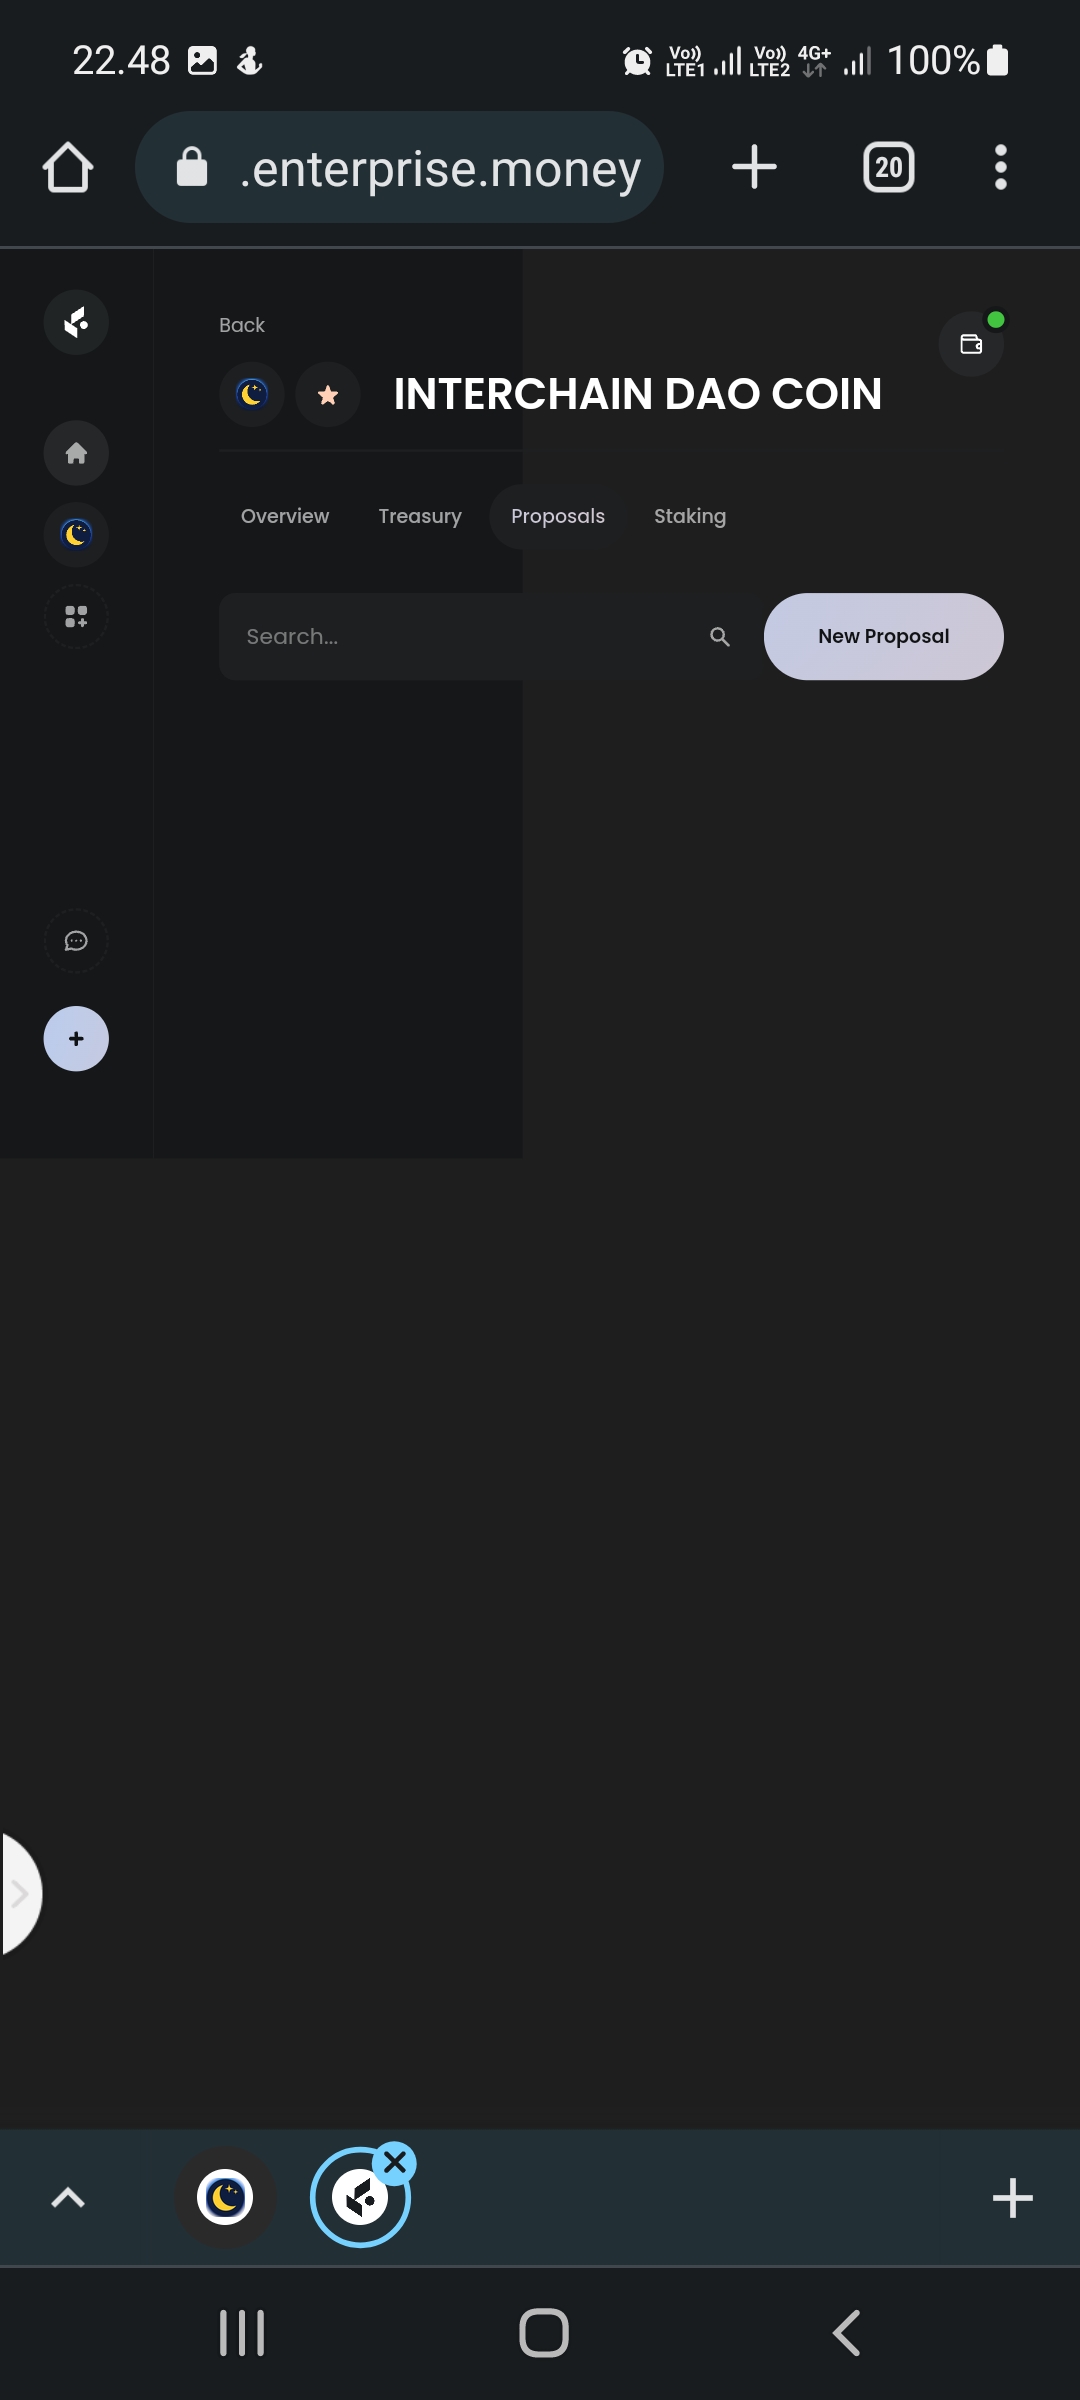 22.48
Vo)) LTE1 Vo)) LTE2 4G+ 100%
.enterprise.money
20
Back
INTERCHAIN DAO COIN
Overview Treasury Proposals Staking
Search... New Proposal